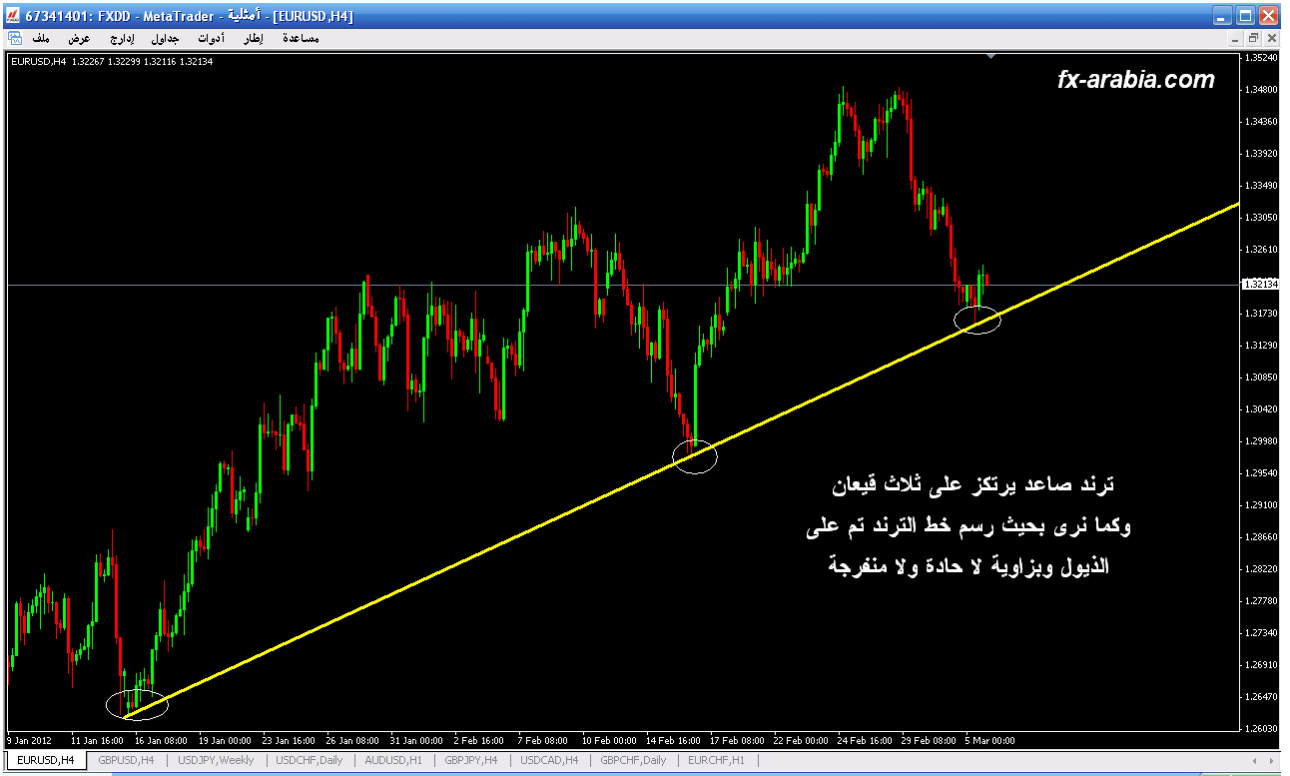 67341401: FXDD - MetaTrader - أمثلية - [EURUSD,H4]
ملف عرض إدارج جداول أدوات إطار مساعدة
EURUSD,H4 1.32267 1.32299 1.32116 1.32134
fx-arabia.com
1.35240
1.34800
1.34360
1.33920
1.33490
1.33050
1.32610
1.32134
1.31730
1.31290
1.30850
1.30420
1.29980
1.29540
1.29100
1.28660
1.28220
1.27780
1.27340
1.26910
1.26470
1.26030
ترند صاعد يرتكز على ثلاث قيعان
وكما نرى بحيث رسم خط الترند تم على
الذيول وبزاوية لا حادة ولا منفرجة
9 Jan 2012 11 Jan 16:00 16 Jan 08:00 19 Jan 00:00 23 Jan 16:00 26 Jan 08:00 31 Jan 00:00 2 Feb 16:00 7 Feb 08:00 10 Feb 00:00 14 Feb 16:00 17 Feb 08:00 22 Feb 00:00 24 Feb 16:00 29 Feb 08:00 5 Mar 00:00
EURUSD,H4 GBPUSD,H4 USDJPY,Weekly USDCHF,Daily AUDUSD,H1 GBPJPY,H4 USDCAD,H4 GBPCHF,Daily EURCHF,H1